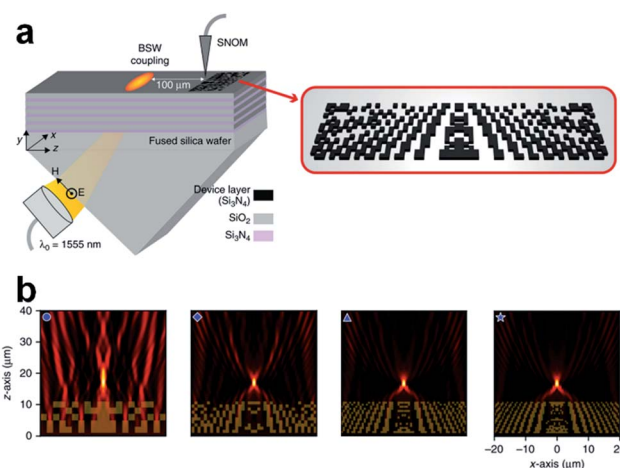 a
BSW
coupling
SNOM
100 μm
y
x
z
Fused silica wafer
H
E
λ0 = 1555 nm
Device layer
(Si3N4)
SiO2
Si3N4
b
z-axis (μm)
40
30
20
10
0
−20 −10 0 10 20
x-axis (μm)